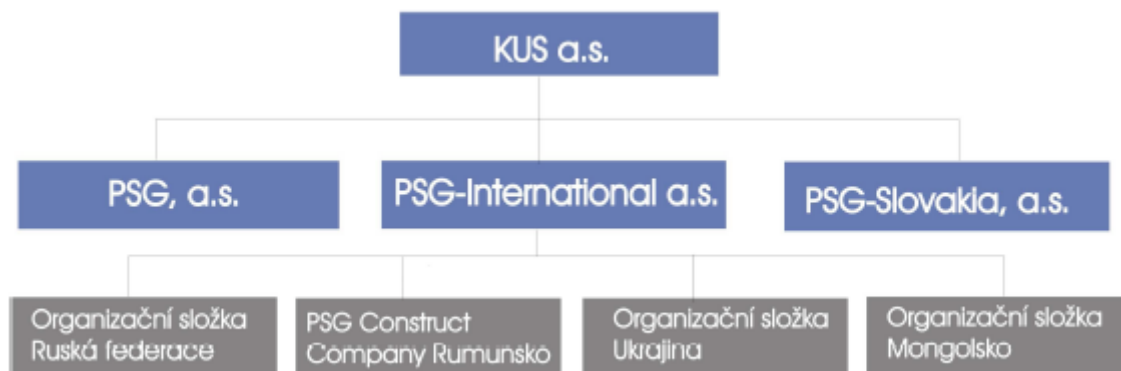 KUS a.s.
PSG, a.s.
PSG-International a.s.
PSG-Slovakia, a.s.
Organizační složka
Ruská federace
PSG Construct
Company Rumunsko
Organizační složka
Ukrajina
Organizační složka
Mongolsko